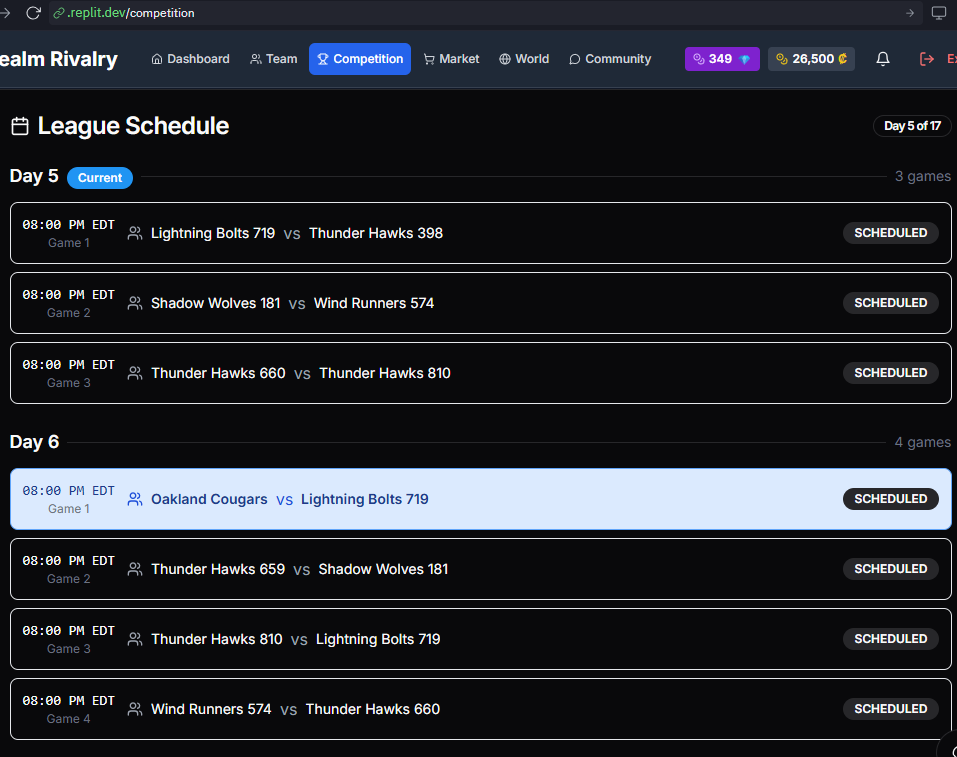 .replit.dev/competition
ealm Rivalry Dashboard Team Competition Market World Community 349 26,500 ₡ Ex
League Schedule Day 5 of 17
Day 5 Current 3 games
08:00 PM EDT
Game 1
Lightning Bolts 719 vs Thunder Hawks 398 SCHEDULED
08:00 PM EDT
Game 2
Shadow Wolves 181 vs Wind Runners 574 SCHEDULED
08:00 PM EDT
Game 3
Thunder Hawks 660 vs Thunder Hawks 810 SCHEDULED
Day 6 4 games
08:00 PM EDT
Game 1
Oakland Cougars vs Lightning Bolts 719 SCHEDULED
08:00 PM EDT
Game 2
Thunder Hawks 659 vs Shadow Wolves 181 SCHEDULED
08:00 PM EDT
Game 3
Thunder Hawks 810 vs Lightning Bolts 719 SCHEDULED
08:00 PM EDT
Game 4
Wind Runners 574 vs Thunder Hawks 660 SCHEDULED